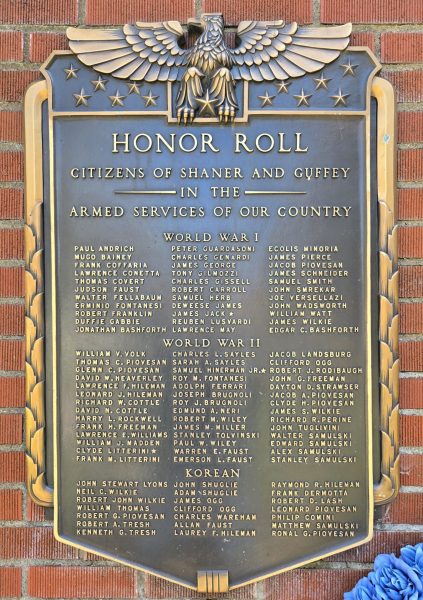 HONOR ROLL
CITIZENS OF SHANER AND GUFFEY
IN THE
ARMED SERVICES OF OUR COUNTRY
WORLD WAR I
PAUL ANDRICH PETER GUARDASONI ECOLIS MINORIA
HUGO BAINEY CHARLES GENARDI JAMES PIERCE
FRANK COFFARIA JAMES GEORGE JACOB PIOVESAN
LAWRENCE CONETTA TONY GILMOZZI JAMES SCHNEIDER
THOMAS COVERT CHARLES GISSELL SAMUEL SMITH
JUDSON FAUST ROBERT CARROLL JOHN SMREKAR
WALTER FELLABAUM SAMUEL HERB JOE VERSELLAZI
ERMINIO FONTANESI DEWEESE JAMES JOHN WADSWORTH
ROBERT FRANKLIN JAMES JACK★ WILLIAM WATT
DUFFIE GRABBIE REUBEN LUSVARDI JAMES WILKIE
JONATHAN BASHFORTH LAWRENCE MAY EDGAR C. BASHFORTH
WORLD WAR II
WILLIAM V. VOLK CHARLES L. SAYLES JACOB LANDSBURG
THOMAS C. PIOVESAN SARAH A. SAYLES CLIFFORD OGG
GLENN C. PIOVESAN SAMUEL HINERMAN JR.★ ROBERT J. RODIBAUGH
DAVID W. HEAVERLEY ROY M. FONTANESI JOHN G. FREEMAN
LAWRENCE F. HILEMAN ADOLPH FERRARI DAYTON D. STRAWSER
LEONARD J. HILEMAN JOSEPH BRUGNOLI JACOB A. PIOVESAN
RICHARD W. COTTLE ROY J. BRUGNOLI CLYDE H. PIOVESAN
DAVID N. COTTLE EDMUND A. NERI JAMES S. WILKIE
HARRY L. ROCKWELL ROBERT M. WILEY RICHARD R. PERINE
FRANK H. FREEMAN JAMES M. MILLER JOHN TUGLIVINI
LAWRENCE E. WILLIAMS STANLEY TOLVINSKI WALTER SAMULSKI
WILLIAM J. MADDEN PAUL W. WILEY EDWARD SAMULSKI
CLYDE LITTERINI★ WARREN E. FAUST ALEX SAMULSKI
FRANK M. LITTERINI EMERSON L. FAUST STANLEY SAMULSKI
KOREAN
JOHN STEWART LYONS JOHN SHUGLIE RAYMOND R. HILEMAN
NEIL C. WILKIE ADAM SHUGLIE FRANK DERMOTTA
ROBERT JOHN WILKIE JAMES OGG ROBERT D. LASH
WILLIAM THOMAS CLIFFORD OGG LEONARD PIOVESAN
ROBERT G. PIOVESAN CHARLES WAREHAM PHILIP COMINI
ROBERT A. TRESH ALLAN FAUST MATTHEW SAMULSKI
KENNETH G. TRESH LAUREY F. HILEMAN RONAL G. PIOVESAN